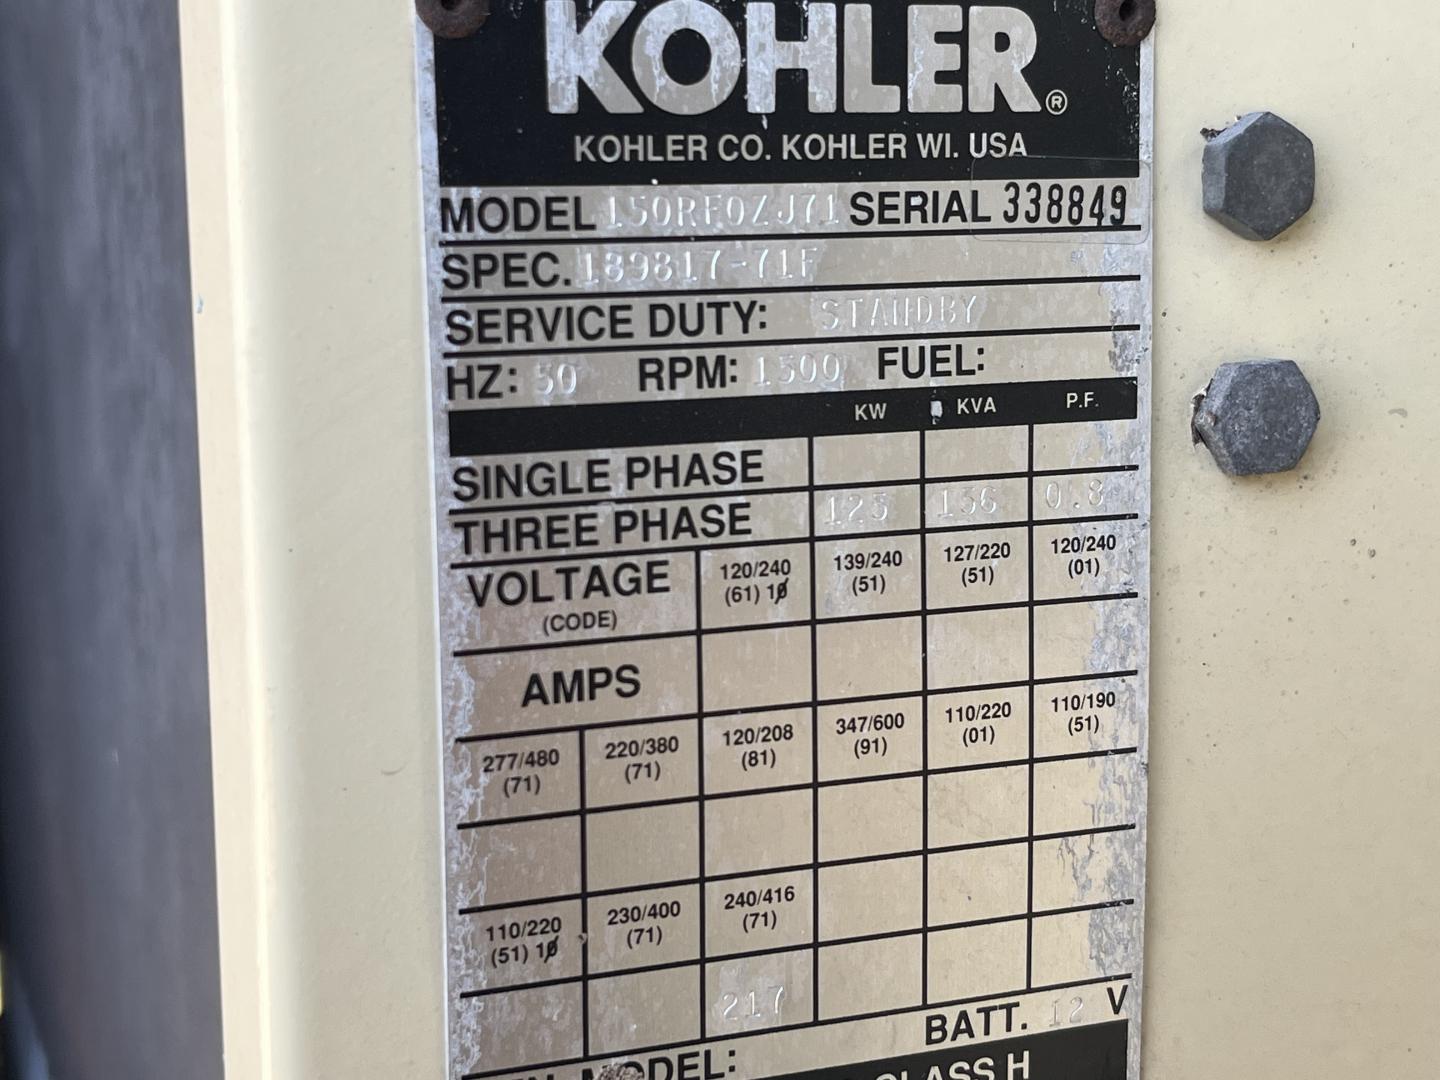 KOHLER®
KOHLER CO. KOHLER WI. USA
MODEL 150REOZJ71 SERIAL 338849
SPEC. 189817-71F
SERVICE DUTY: STANDBY
HZ: 50 RPM: 1500 FUEL:
KW KVA P.F.
SINGLE PHASE
THREE PHASE 125 156 0.8
VOLTAGE (CODE) 120/240 (61) 1Ø 139/240 (51) 127/220 (51) 120/240 (01)
AMPS
277/480 (71) 220/380 (71) 120/208 (81) 347/600 (91) 110/220 (01) 110/190 (51)
110/220 (51) 1Ø 230/400 (71) 240/416 (71)
217
BATT. 12 V
MODEL:
CLASS H